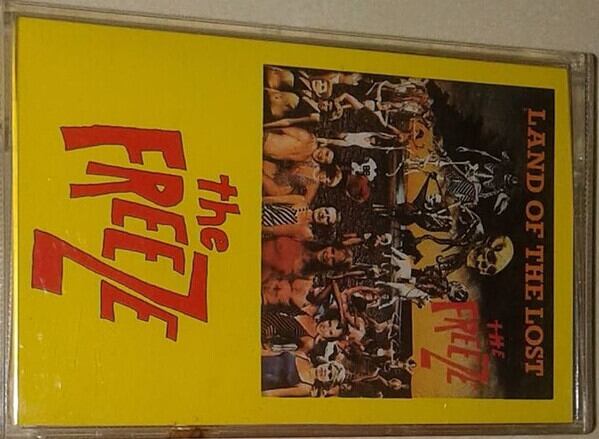 LAND OF THE LOST
THE
FREEZE
the
FREEZE